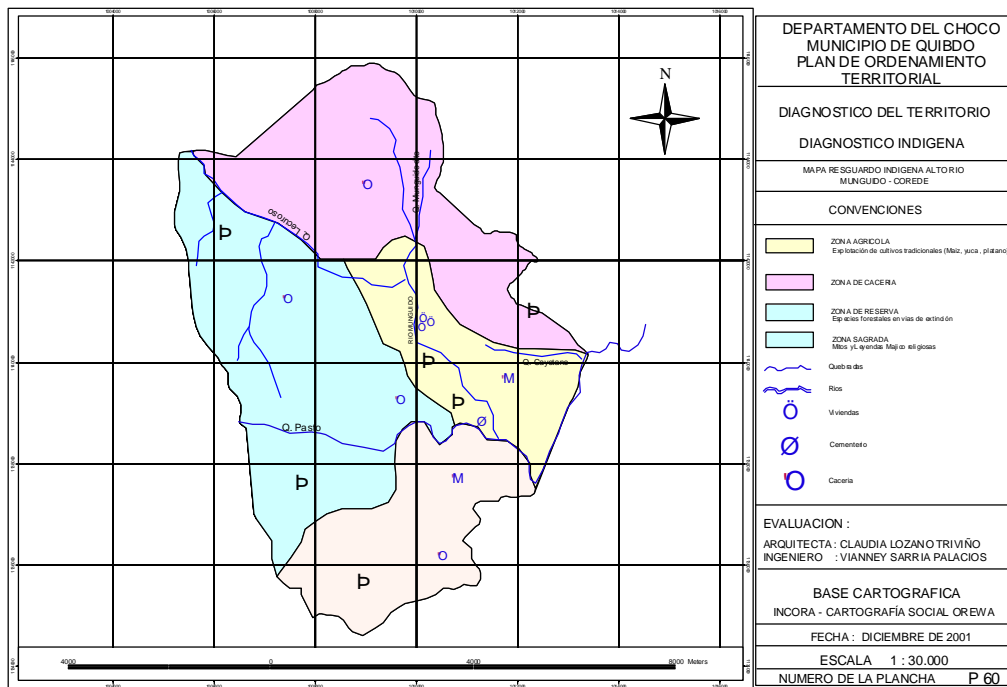 DEPARTAMENTO DEL CHOCO
MUNICIPIO DE QUIBDO
PLAN DE ORDENAMIENTO
TERRITORIAL
DIAGNOSTICO DEL TERRITORIO
DIAGNOSTICO INDIGENA
MAPA RESGUARDO INDIGENA ALTO RIO
MUNGUIDO - COREDE
CONVENCIONES
ZONA AGRICOLA
Explotación de cultivos tradicionales (Maiz, yuca, platano)
ZONA DE CACERIA
ZONA DE RESERVA
Especies forestales en vias de extinción
ZONA SAGRADA
Mitos y Leyendas Majico religiosas
Quebradas
Rios
Ö Viviendas
Ø Cementerio
O Caceria
EVALUACION :
ARQUITECTA : CLAUDIA LOZANO TRIVIÑO
INGENIERO : VIANNEY SARRIA PALACIOS
BASE CARTOGRAFICA
INCORA - CARTOGRAFÍA SOCIAL OREWA
FECHA : DICIEMBRE DE 2001
ESCALA 1 : 30.000
NUMERO DE LA PLANCHA P 60
N
O
Q. Lecuroso
Þ
O
RIO MUNGUIDO
Ö
Ö
Ö
Þ
Þ
Q. Cayetano
M
O
Þ
Ø
Q. Pasto
Þ
M
O
Þ
4000 0 4000 8000 Meters